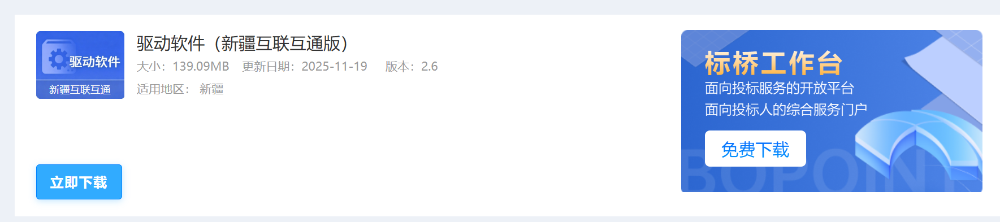 驱动软件
新疆互联互通
驱动软件（新疆互联互通版）
大小：139.09MB 更新日期：2025-11-19 版本：2.6
适用地区： 新疆
立即下载
标桥工作台
面向投标服务的开放平台
面向投标人的综合服务门户
免费下载
BOPOINT